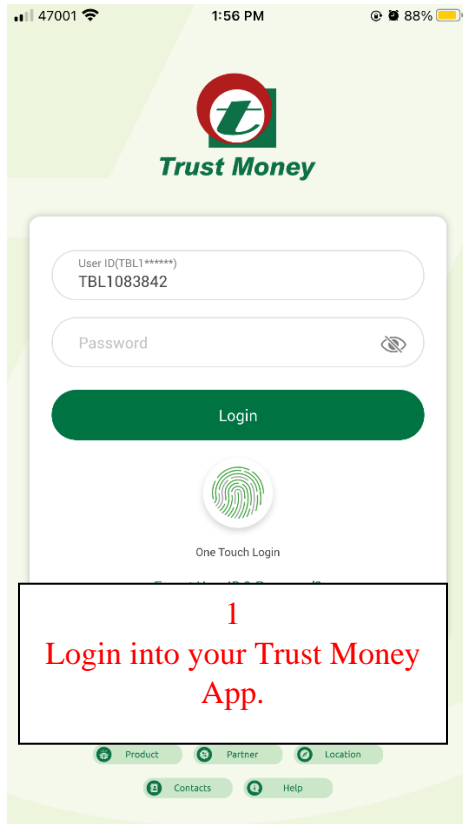 47001 1:56 PM 88%
t
Trust Money
User ID(TBL1******)
TBL1083842
Password
Login
One Touch Login
1
Login into your Trust Money
App.
Product Partner Location
Contacts Help